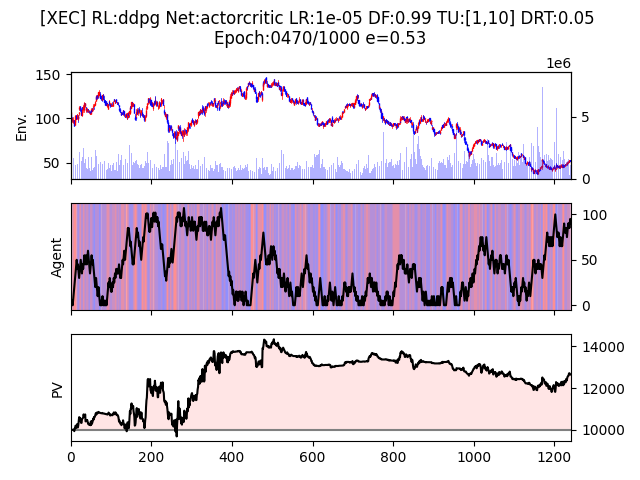 [XEC] RL:ddpg Net:actorcritic LR:1e-05 DF:0.99 TU:[1,10] DRT:0.05
Epoch:0470/1000 e=0.53
1e6
150
100
50
Env.
5
0
Agent
100
50
0
PV
14000
12000
10000
0 200 400 600 800 1000 1200